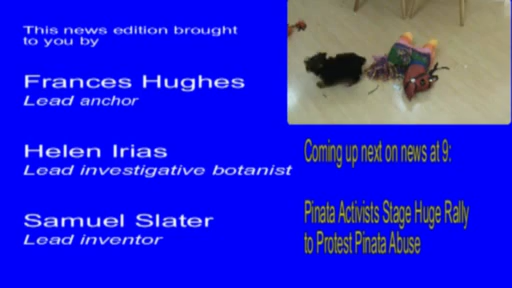 This news edition brought
to you by
Frances Hughes
Lead anchor
Helen Irias
Lead investigative botanist
Samuel Slater
Lead inventor
Coming up next on news at 9:
Pinata Activists Stage Huge Rally
to Protest Pinata Abuse